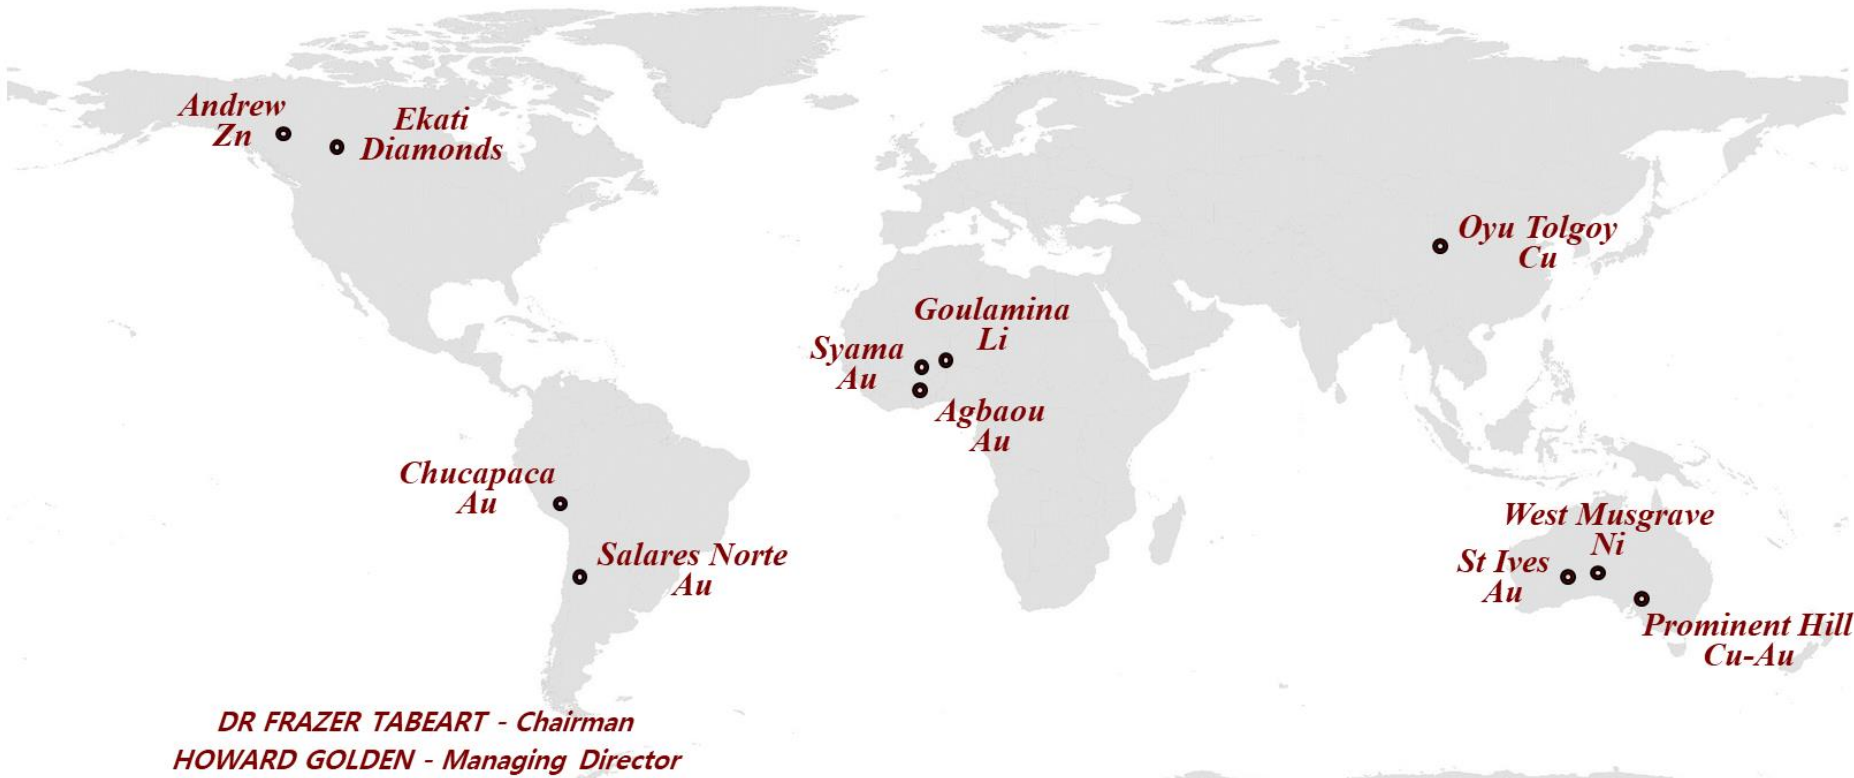 Andrew
Zn
Ekati
Diamonds
Oyu Tolgoy
Cu
Goulamina
Li
Syama
Au
Agbaou
Au
Chucapaca
Au
Salares Norte
Au
West Musgrave
Ni
St Ives
Au
Prominent Hill
Cu-Au
DR FRAZER TABEART - Chairman
HOWARD GOLDEN - Managing Director